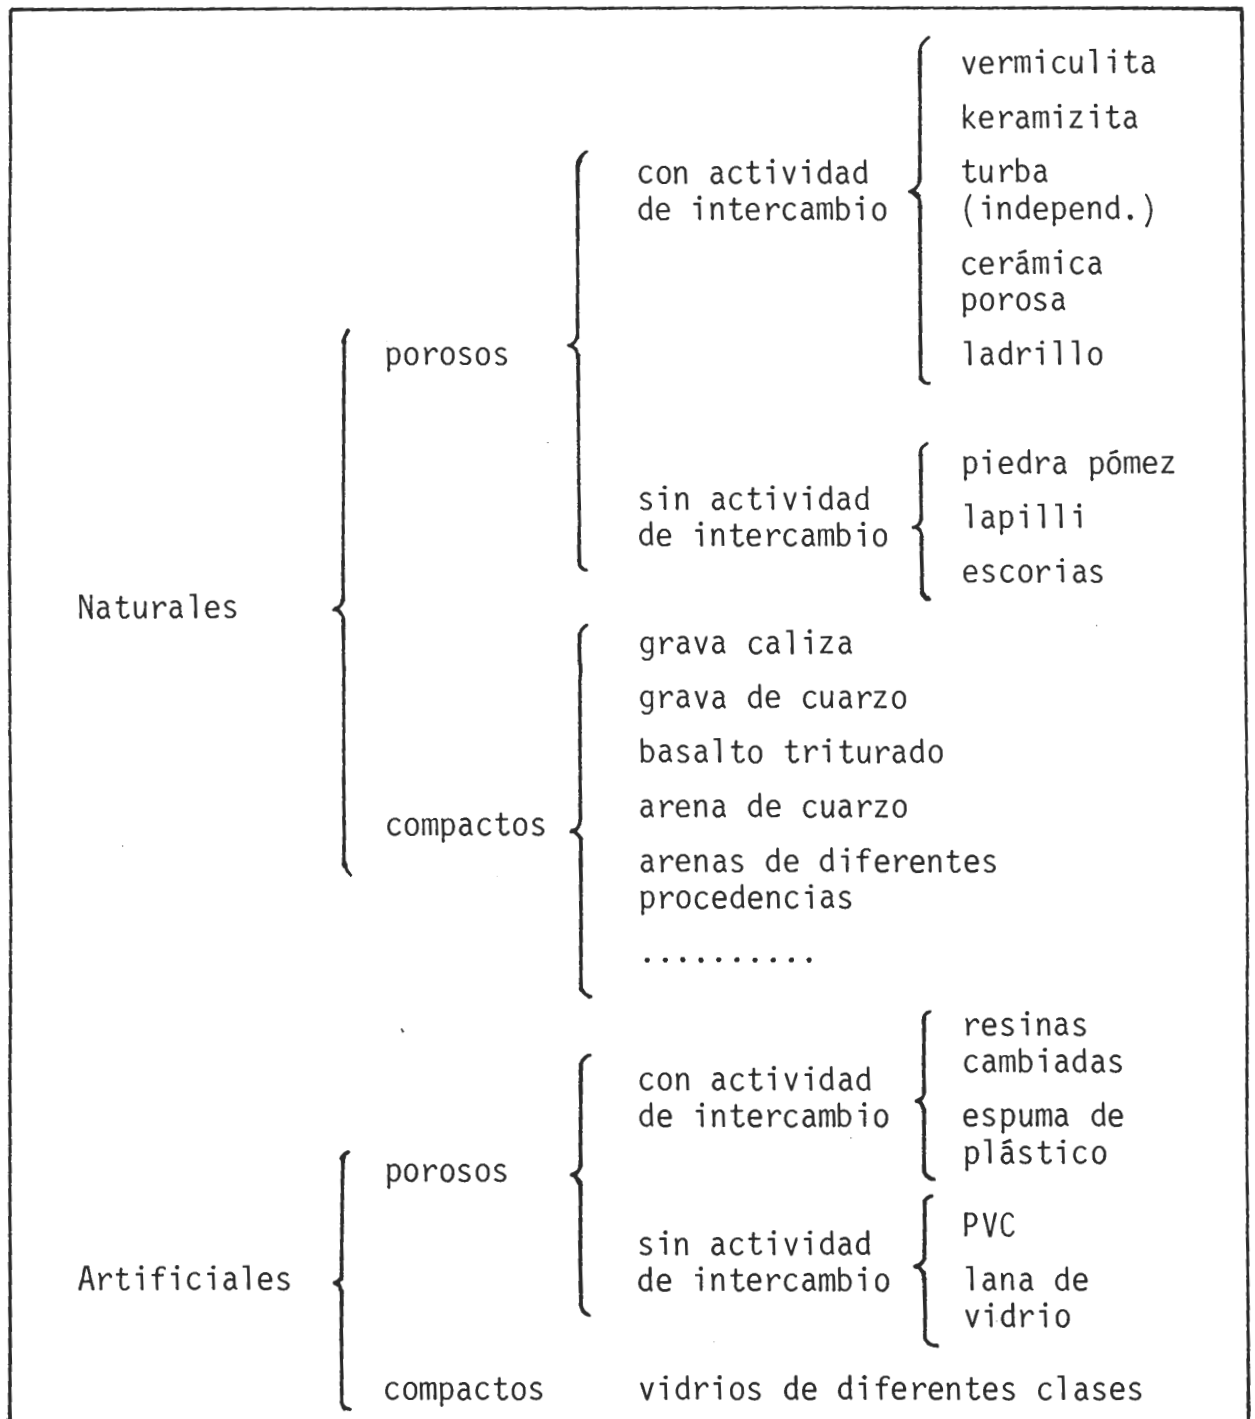 Naturales
porosos
con actividad
de intercambio
vermiculita
keramizita
turba
(independ.)
cerámica
porosa
ladrillo
sin actividad
de intercambio
piedra pómez
lapilli
escorias
compactos
grava caliza
grava de cuarzo
basalto triturado
arena de cuarzo
arenas de diferentes
procedencias
..........
Artificiales
porosos
con actividad
de intercambio
resinas
cambiadas
espuma de
plástico
sin actividad
de intercambio
PVC
lana de
vidrio
compactos
vidrios de diferentes clases